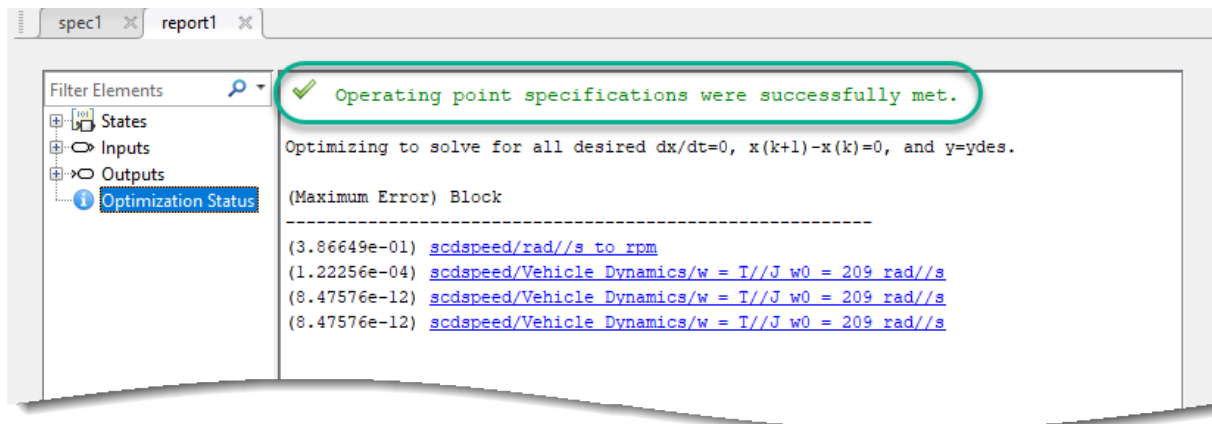 spec1 report1
Filter Elements
States
Inputs
Outputs
Optimization Status
Operating point specifications were successfully met.
Optimizing to solve for all desired dx/dt=0, x(k+1)-x(k)=0, and y=ydes.
(Maximum Error) Block
---------------------------------------------------------
(3.86649e-01) scdspeed/rad//s to rpm
(1.22256e-04) scdspeed/Vehicle Dynamics/w = T//J w0 = 209 rad//s
(8.47576e-12) scdspeed/Vehicle Dynamics/w = T//J w0 = 209 rad//s
(8.47576e-12) scdspeed/Vehicle Dynamics/w = T//J w0 = 209 rad//s